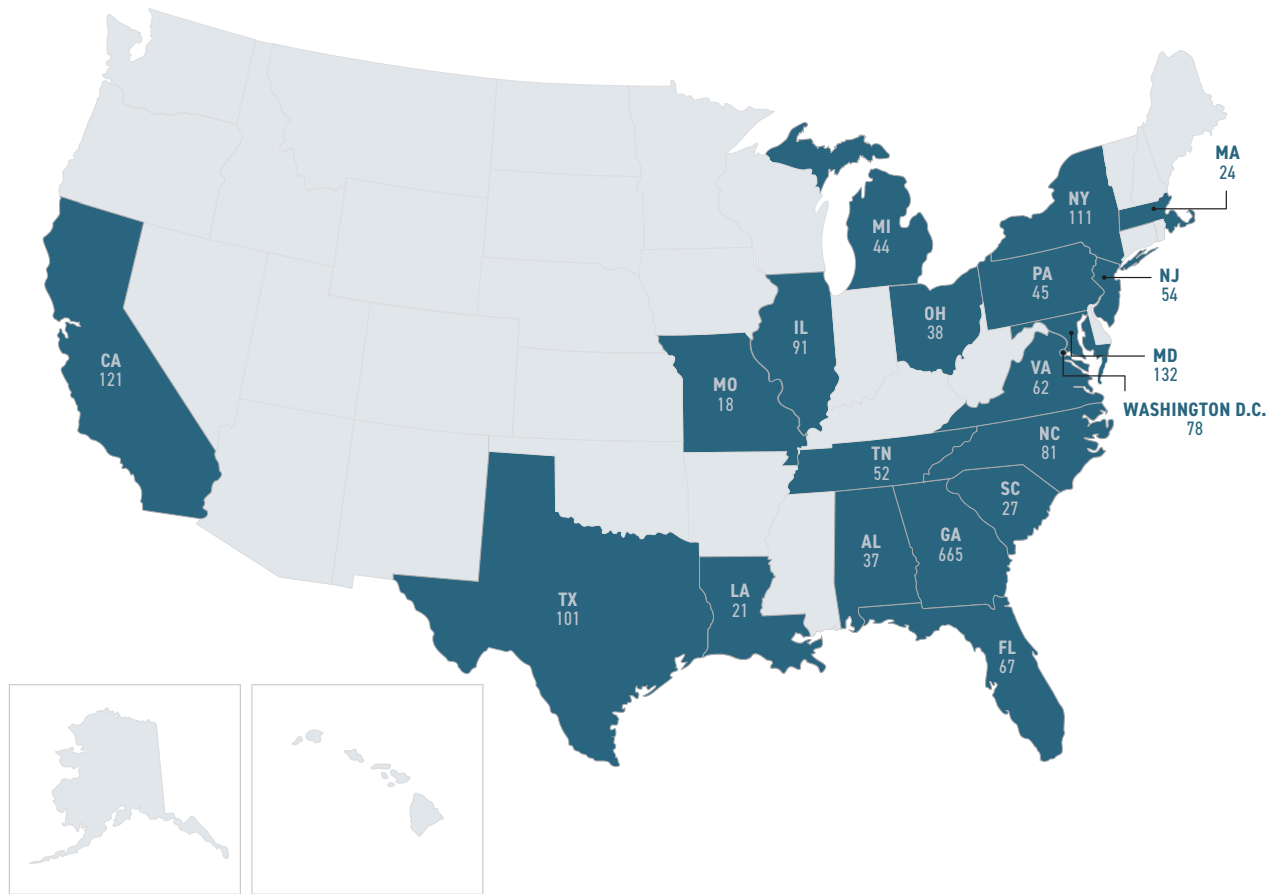 MA
24
NY
111
MI
44
PA
45
NJ
54
OH
38
IL
91
CA
121
MD
132
VA
62
MO
18
WASHINGTON D.C.
78
NC
81
TN
52
SC
27
AL
37
GA
665
LA
21
TX
101
FL
67